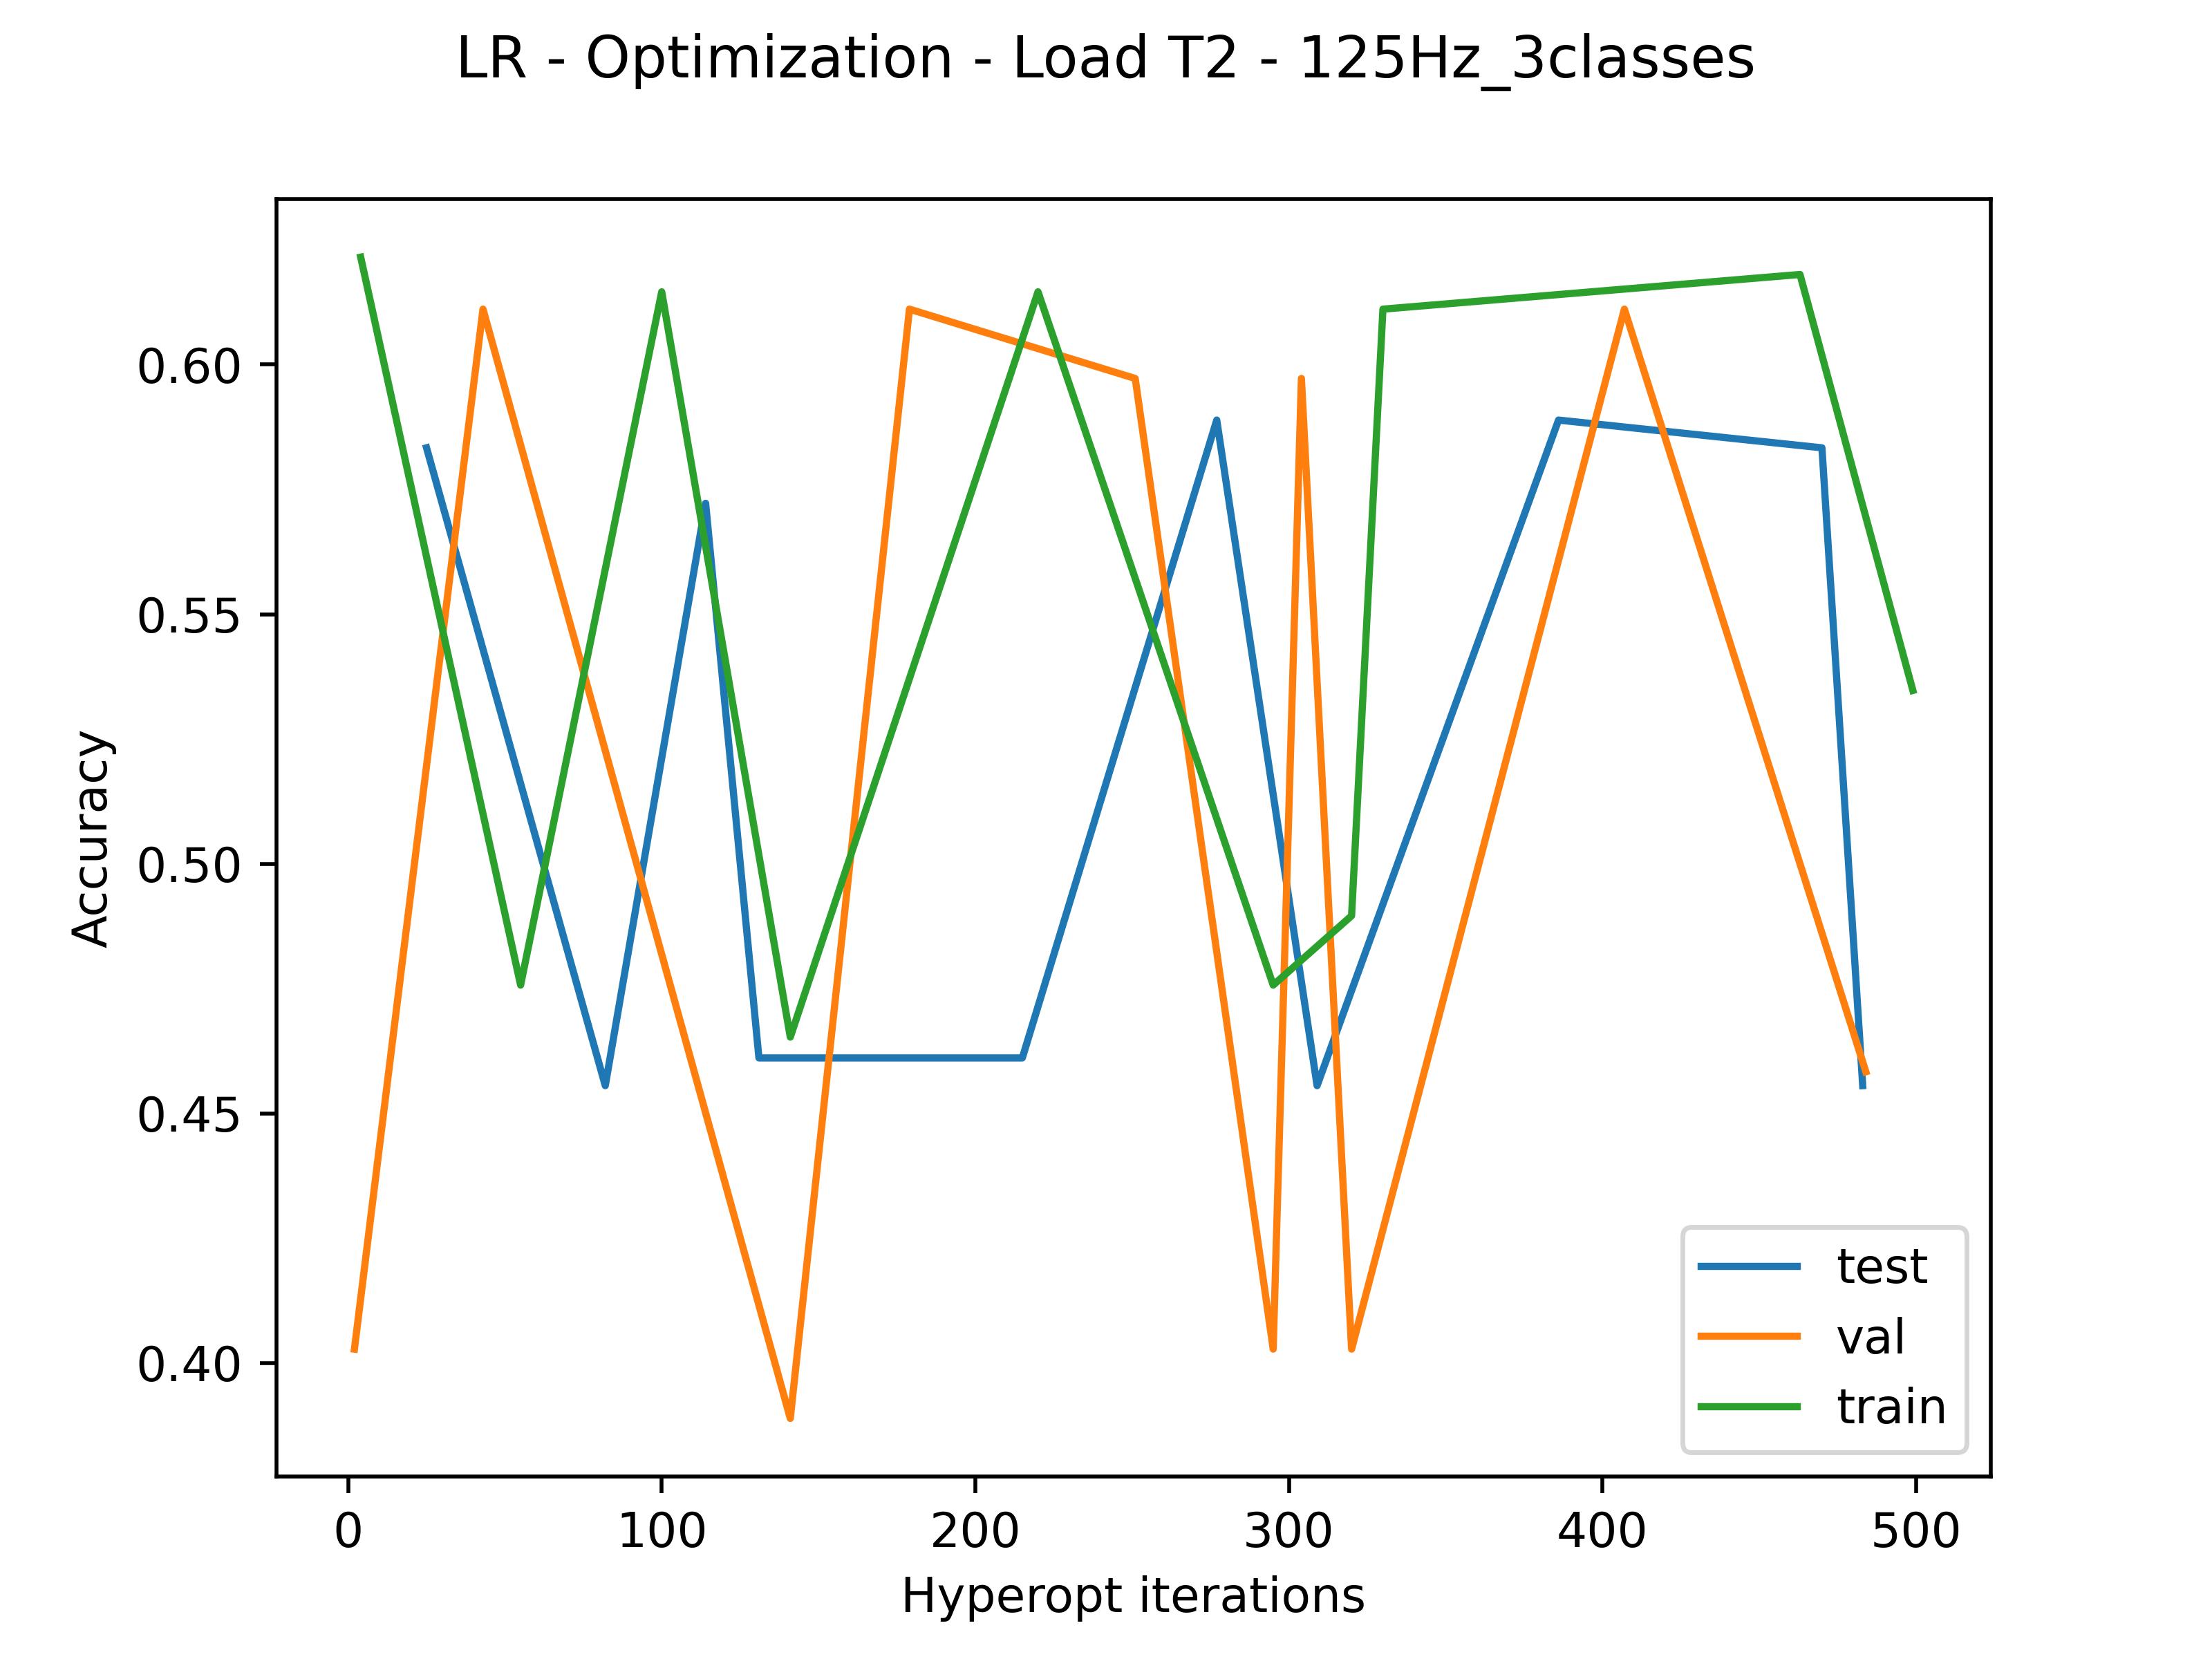 LR - Optimization - Load T2 - 125Hz_3classes
Accuracy
0.60
0.55
0.50
0.45
0.40
0
100
200
300
400
500
Hyperopt iterations
test
val
train